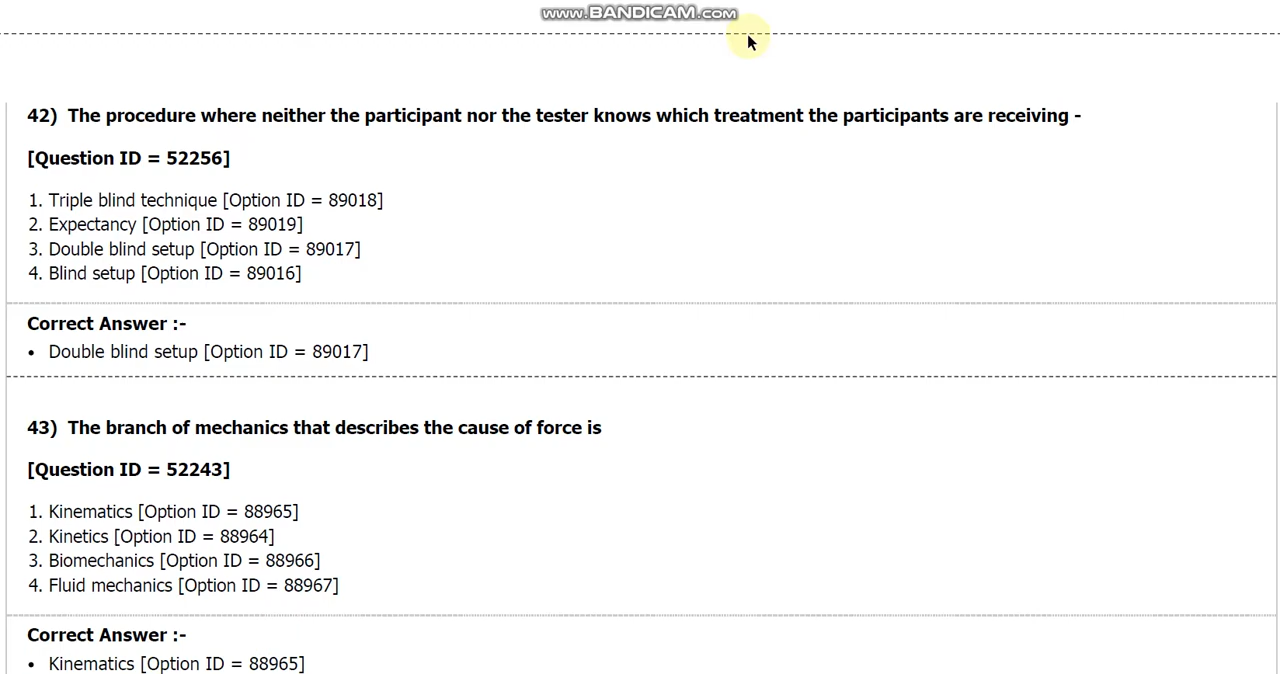 www.BANDICAM.com
42) The procedure where neither the participant nor the tester knows which treatment the participants are receiving -
[Question ID = 52256]
1. Triple blind technique [Option ID = 89018]
2. Expectancy [Option ID = 89019]
3. Double blind setup [Option ID = 89017]
4. Blind setup [Option ID = 89016]
Correct Answer :-
• Double blind setup [Option ID = 89017]
43) The branch of mechanics that describes the cause of force is
[Question ID = 52243]
1. Kinematics [Option ID = 88965]
2. Kinetics [Option ID = 88964]
3. Biomechanics [Option ID = 88966]
4. Fluid mechanics [Option ID = 88967]
Correct Answer :-
• Kinematics [Option ID = 88965]